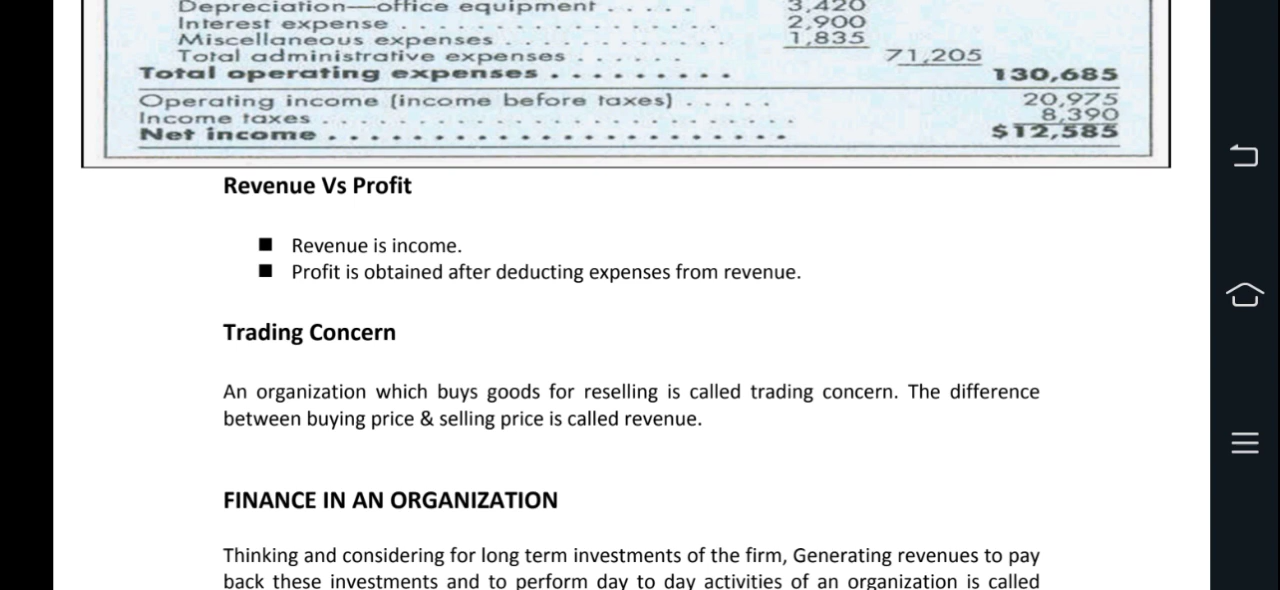 Depreciation—office equipment . . . . . 3,420
Interest expense . . . . . . . . . . . . . . . . . 2,900
Miscellaneous expenses . . . . . . . . . . . . 1,835
Total administrative expenses . . . . . . 71,205
Total operating expenses . . . . . . . . . 130,685
Operating income (income before taxes) . . . . . 20,975
Income taxes . . . . . . . . . . . . . . . . . . . . . . . 8,390
Net income . . . . . . . . . . . . . . . . . . . . . . . $12,585
Revenue Vs Profit
■ Revenue is income.
■ Profit is obtained after deducting expenses from revenue.
Trading Concern
An organization which buys goods for reselling is called trading concern. The difference
between buying price & selling price is called revenue.
FINANCE IN AN ORGANIZATION
Thinking and considering for long term investments of the firm, Generating revenues to pay
back these investments and to perform day to day activities of an organization is called